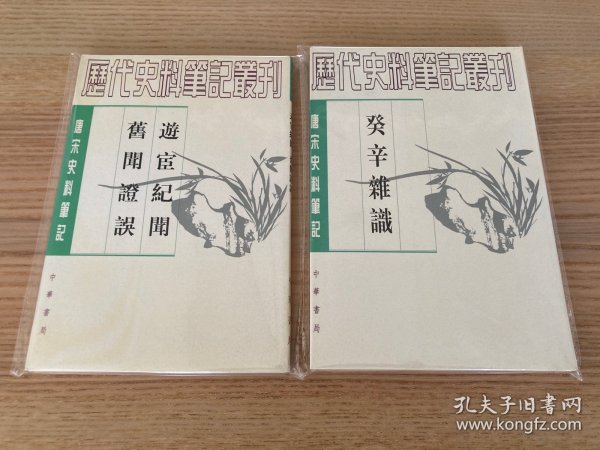 歷代史料筆記叢刊
唐宋史料筆記
遊宦紀聞
舊聞證誤
中華書局
歷代史料筆記叢刊
唐宋史料筆記
癸辛雜識
中華書局
孔夫子旧书网
www.kongfz.com